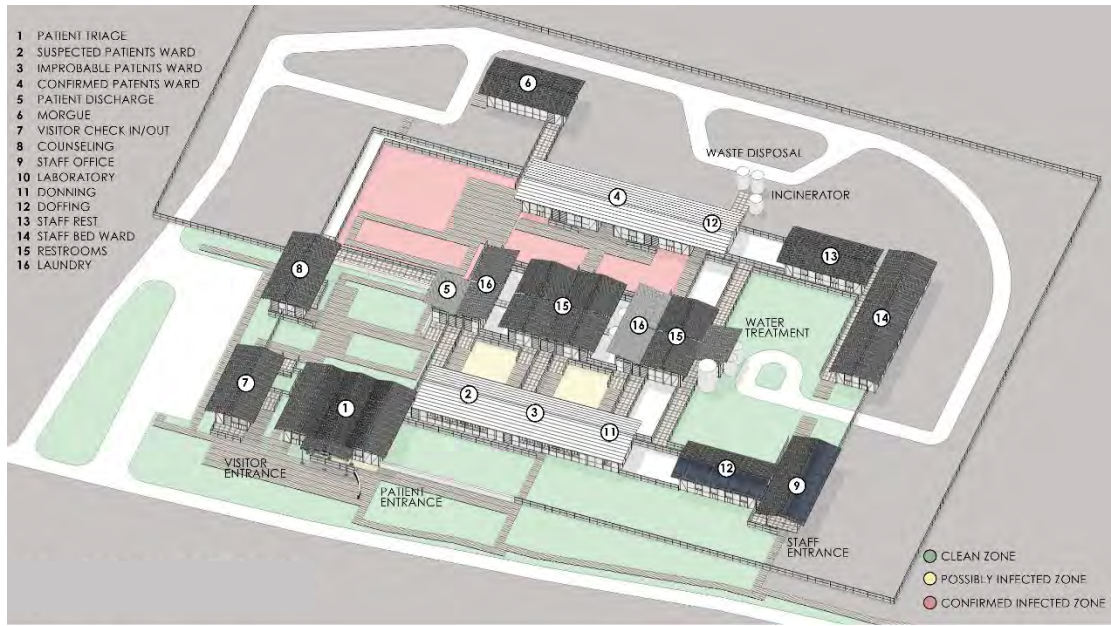 1 PATIENT TRIAGE
2 SUSPECTED PATIENTS WARD
3 IMPROBABLE PATENTS WARD
4 CONFIRMED PATENTS WARD
5 PATIENT DISCHARGE
6 MORGUE
7 VISITOR CHECK IN/OUT
8 COUNSELING
9 STAFF OFFICE
10 LABORATORY
11 DONNING
12 DOFFING
13 STAFF REST
14 STAFF BED WARD
15 RESTROOMS
16 LAUNDRY
6
WASTE DISPOSAL
INCINERATOR
4
12
13
8
5
16
15
16
15
14
WATER
TREATMENT
7
1
2
3
11
12
9
VISITOR
ENTRANCE
PATIENT
ENTRANCE
STAFF
ENTRANCE
CLEAN ZONE
POSSIBLY INFECTED ZONE
CONFIRMED INFECTED ZONE